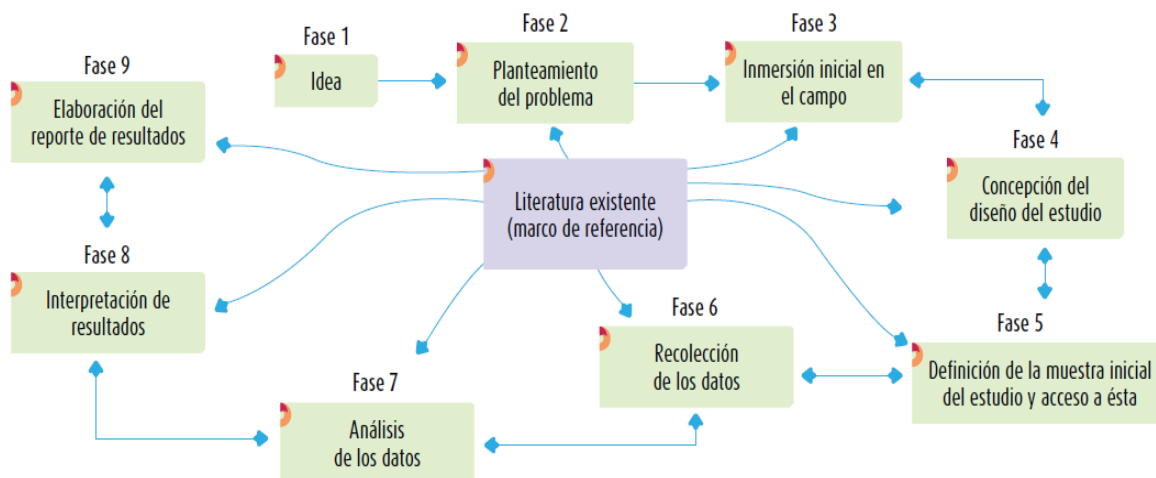 Fase 1
Idea
Fase 2
Planteamiento
del problema
Fase 3
Inmersión inicial en
el campo
Fase 4
Concepción del
diseño del estudio
Fase 5
Definición de la muestra inicial
del estudio y acceso a ésta
Fase 6
Recolección
de los datos
Fase 7
Análisis
de los datos
Fase 8
Interpretación de
resultados
Fase 9
Elaboración del
reporte de resultados
Literatura existente
(marco de referencia)